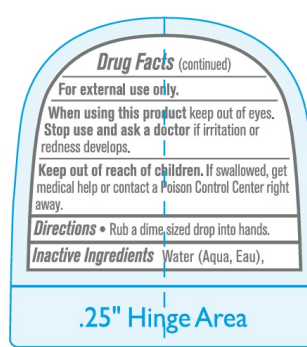 Drug Facts (continued)
For external use only.
When using this product keep out of eyes.
Stop use and ask a doctor if irritation or
redness develops.
Keep out of reach of children. If swallowed, get
medical help or contact a Poison Control Center right
away.
Directions • Rub a dime sized drop into hands.
Inactive Ingredients Water (Aqua, Eau),
.25" Hinge Area